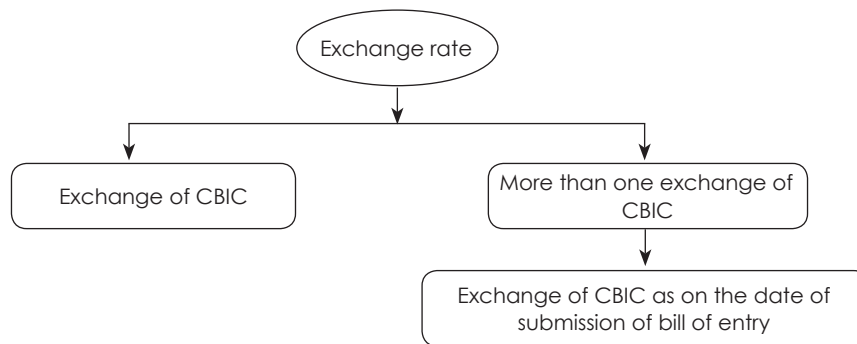 Exchange rate
Exchange of CBIC
More than one exchange of
CBIC
Exchange of CBIC as on the date of
submission of bill of entry